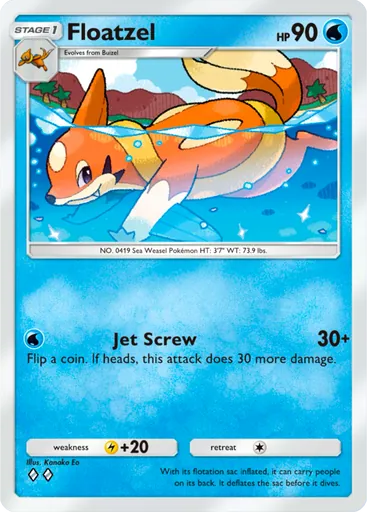 STAGE 1
Floatzel
HP 90
Evolves from Buizel
NO. 0419 Sea Weasel Pokémon HT: 3'7" WT: 73.9 lbs.
Jet Screw 30+
Flip a coin. If heads, this attack does 30 more damage.
weakness +20 retreat
Illus. Kanako Eo
With its flotation sac inflated, it can carry people
on its back. It deflates the sac before it dives.